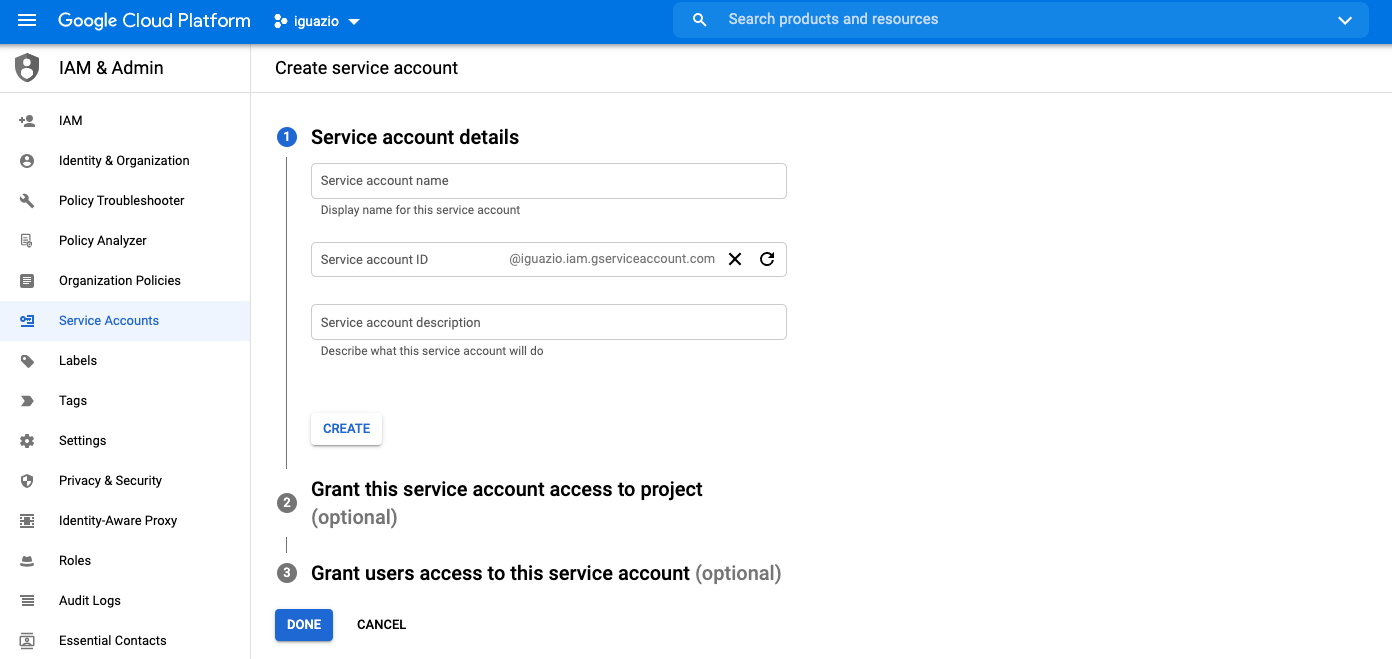 Google Cloud Platform
iguazio
Search products and resources
IAM & Admin
Create service account
IAM
Identity & Organization
Policy Troubleshooter
Policy Analyzer
Organization Policies
Service Accounts
Labels
Tags
Settings
Privacy & Security
Identity-Aware Proxy
Roles
Audit Logs
Essential Contacts
1 Service account details
Service account name
Display name for this service account
Service account ID @iguazio.iam.gserviceaccount.com
Service account description
Describe what this service account will do
CREATE
2 Grant this service account access to project
(optional)
3 Grant users access to this service account (optional)
DONE CANCEL